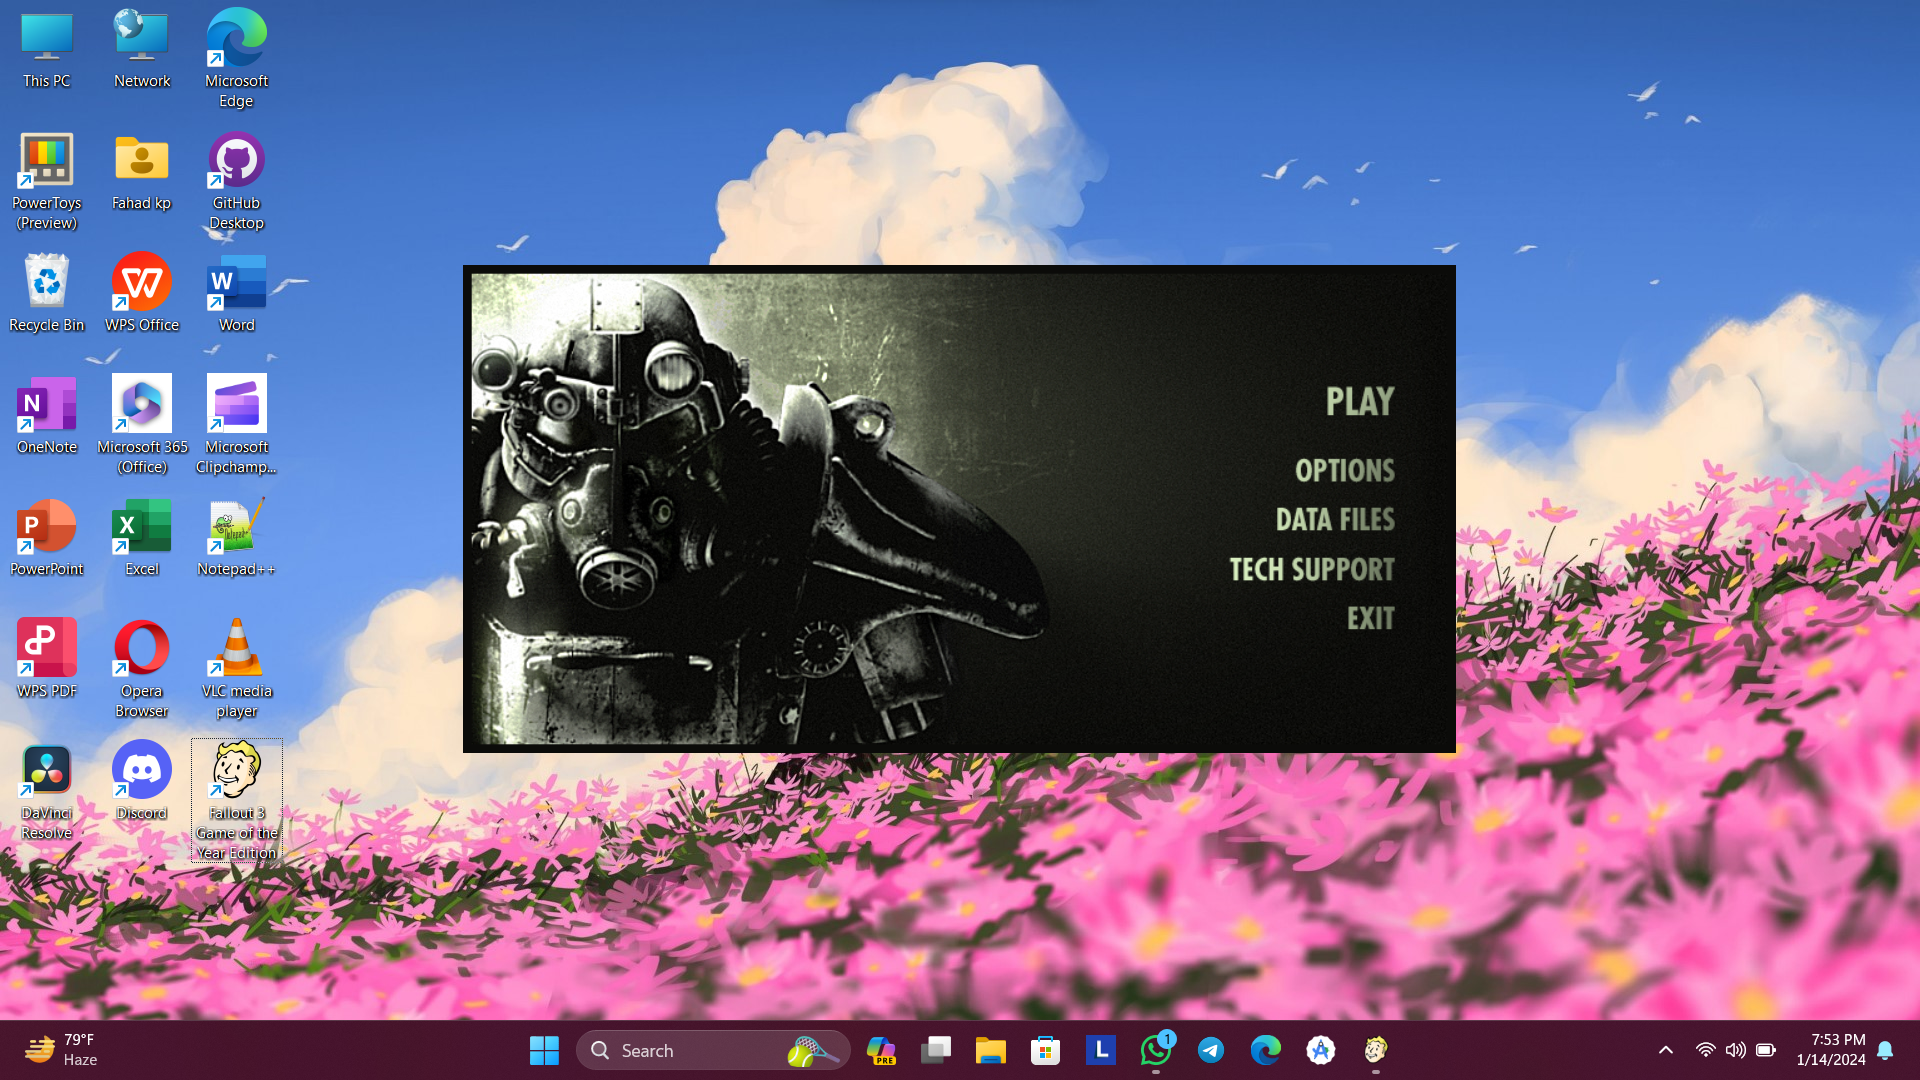 This PC
Network
Microsoft
Edge
PowerToys
(Preview)
Fahad kp
GitHub
Desktop
Recycle Bin
WPS Office
Word
OneNote
Microsoft 365
(Office)
Microsoft
Clipchamp...
PowerPoint
Excel
Notepad++
WPS PDF
Opera
Browser
VLC media
player
DaVinci
Resolve
Discord
Fallout 3
Game of the
Year Edition
PLAY
OPTIONS
DATA FILES
TECH SUPPORT
EXIT
79°F
Haze
Search
PRE
L
1
7:53 PM
1/14/2024